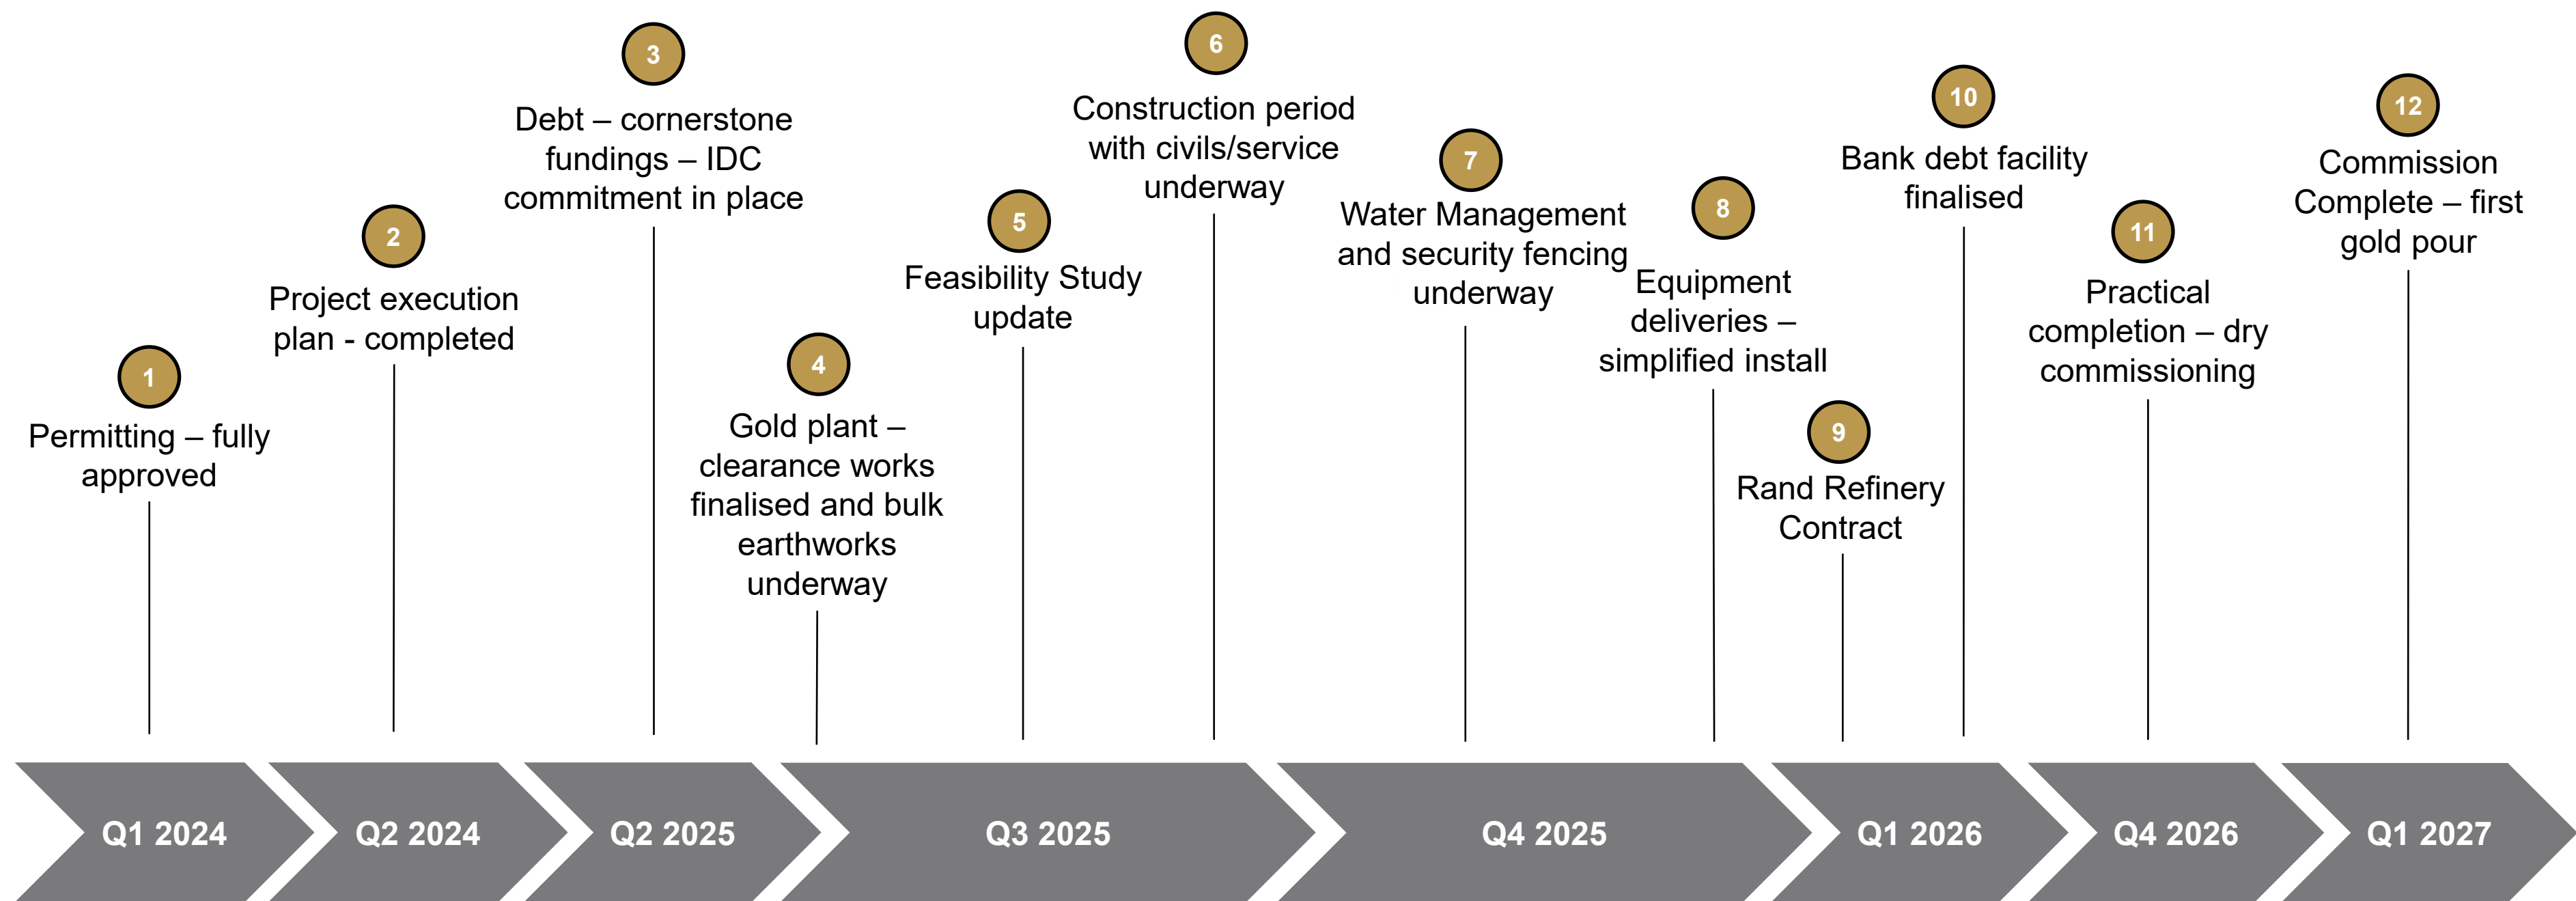 1
Permitting – fully
approved
2
Project execution
plan - completed
3
Debt – cornerstone
fundings – IDC
commitment in place
4
Gold plant –
clearance works
finalised and bulk
earthworks
underway
5
Feasibility Study
update
6
Construction period
with civils/service
underway
7
Water Management
and security fencing
underway
8
Equipment
deliveries –
simplified install
9
Rand Refinery
Contract
10
Bank debt facility
finalised
11
Practical
completion – dry
commissioning
12
Commission
Complete – first
gold pour
Q1 2024
Q2 2024
Q2 2025
Q3 2025
Q4 2025
Q1 2026
Q4 2026
Q1 2027